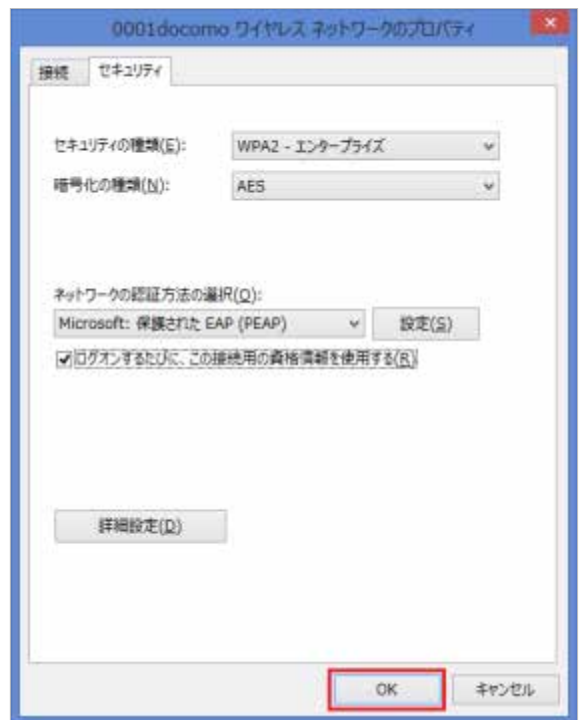 0001docomo ワイヤレス ネットワークのプロパティ
接続 セキュリティ
セキュリティの種類(E): WPA2 - エンタープライズ
暗号化の種類(N): AES
ネットワークの認証方法の選択(O):
Microsoft: 保護された EAP (PEAP) 設定(S)
ログオンするたびに、この接続用の資格情報を使用する(R)
詳細設定(D)
OK キャンセル